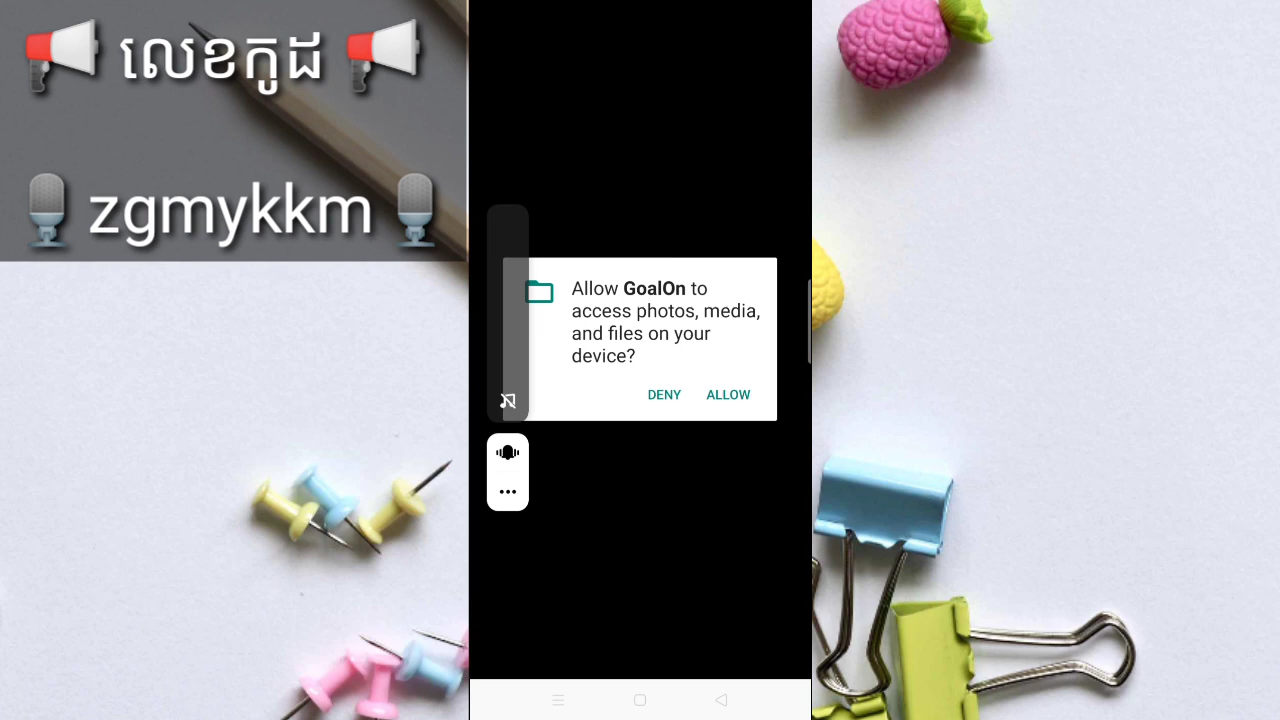 លេខកូដ
zgmykkm
Allow GoalOn to
access photos, media,
and files on your
device?
DENY ALLOW